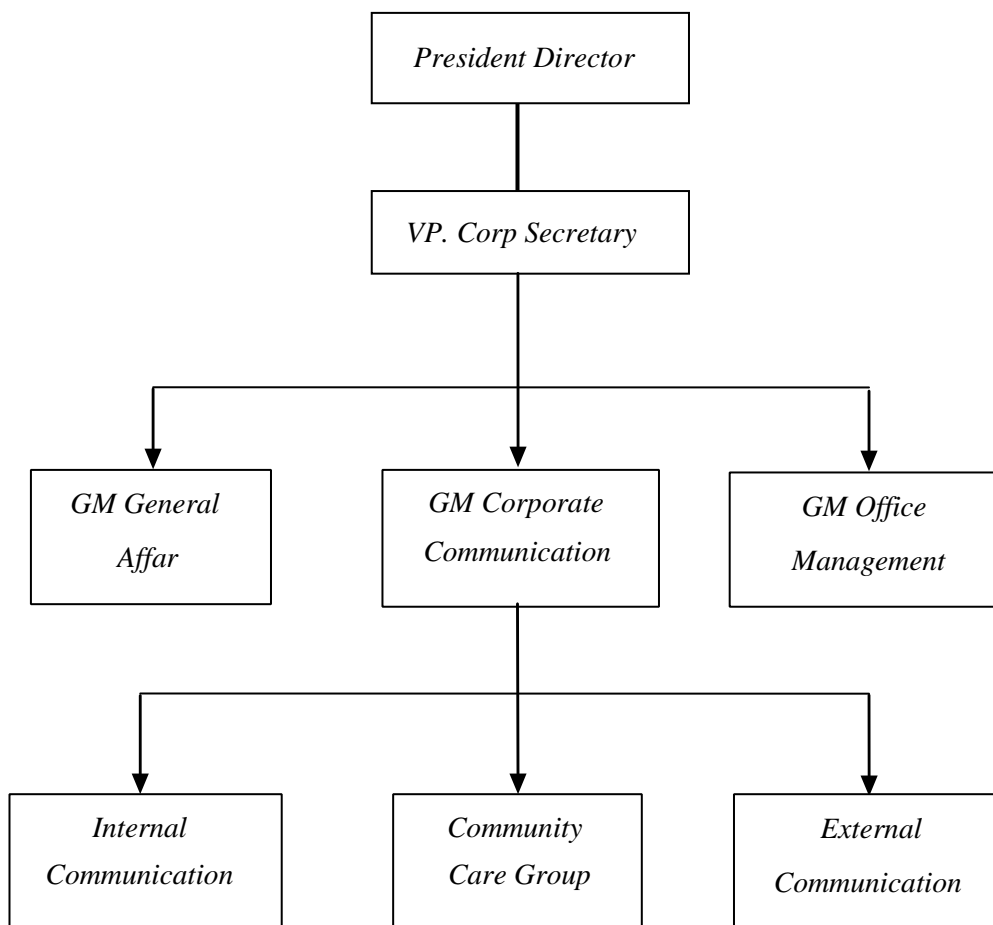 President Director
VP. Corp Secretary
GM General
Affar
GM Corporate
Communication
GM Office
Management
Internal
Communication
Community
Care Group
External
Communication